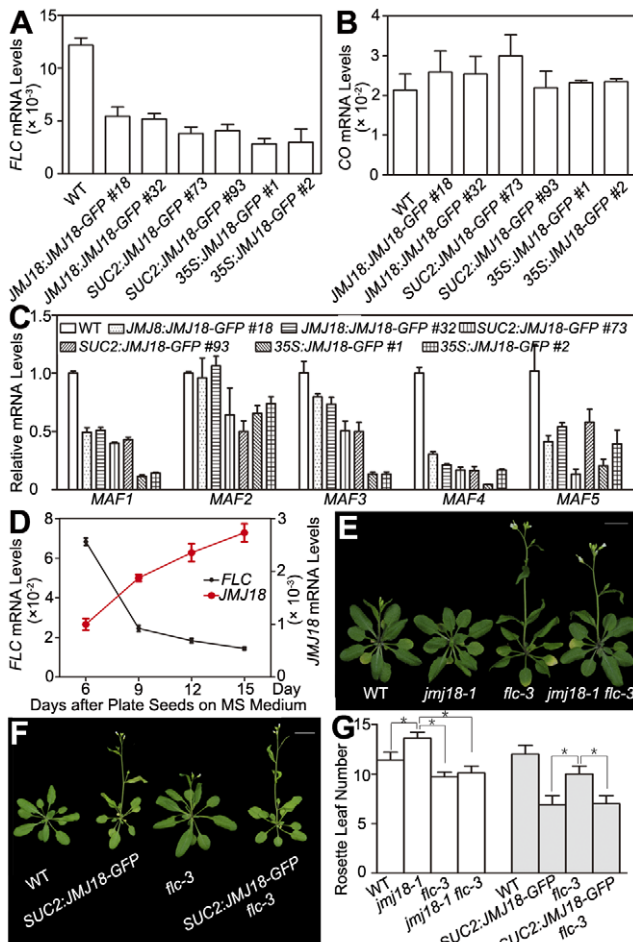 A
FLC mRNA Levels
(× 10-3)
15
10
5
0
WT
JMJ18:JMJ18-GFP #18
JMJ18:JMJ18-GFP #32
SUC2:JMJ18-GFP #73
SUC2:JMJ18-GFP #93
35S:JMJ18-GFP #1
35S:JMJ18-GFP #2
B
CO mRNA Levels
(× 10-2)
4
3
2
1
0
WT
JMJ18:JMJ18-GFP #18
JMJ18:JMJ18-GFP #32
SUC2:JMJ18-GFP #73
SUC2:JMJ18-GFP #93
35S:JMJ18-GFP #1
35S:JMJ18-GFP #2
C
WT JMJ8:JMJ18-GFP #18 JMJ18:JMJ18-GFP #32 SUC2:JMJ18-GFP #73
SUC2:JMJ18-GFP #93 35S:JMJ18-GFP #1 35S:JMJ18-GFP #2
Relative mRNA Levels
1.0
0.5
0
MAF1 MAF2 MAF3 MAF4 MAF5
D
FLC mRNA Levels
(×10-2)
8
6
4
2
0
FLC
JMJ18
3
2
1
0
JMJ18 mRNA Levels
(×10-3)
6 9 12 15 Day
Days after Plate Seeds on MS Medium
E
WT jmj18-1 flc-3 jmj18-1 flc-3
F
WT
SUC2:JMJ18-GFP
flc-3
SUC2:JMJ18-GFP
flc-3
G
Rosette Leaf Number
15
10
5
0
* * *
* *
WT
jmj18-1
flc-3
jmj18-1 flc-3
WT
SUC2:JMJ18-GFP
flc-3
SUC2:JMJ18-GFP
flc-3